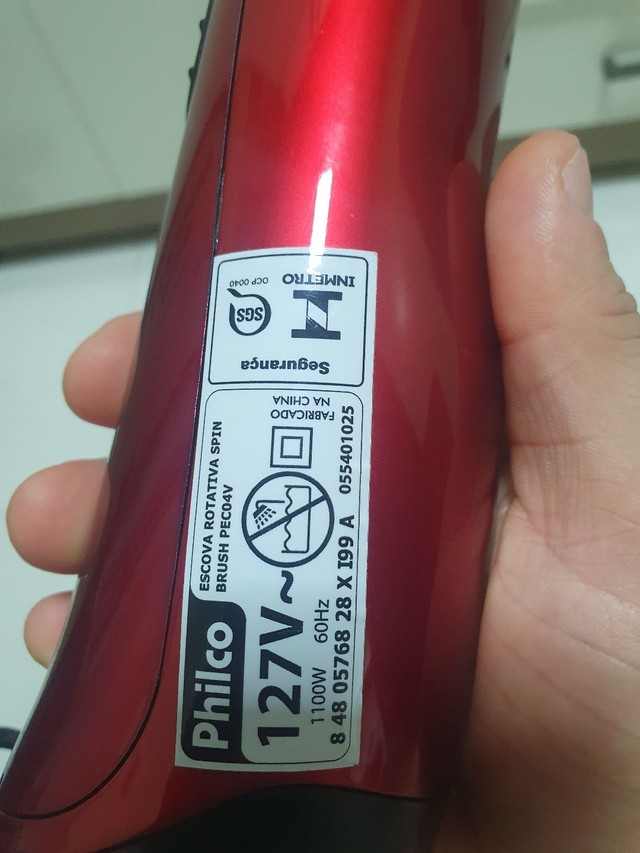 Philco
ESCOVA ROTATIVA SPIN
BRUSH PEC04V
127V~
1100W 60Hz
8 48 05768 28 X I99 A 055401025
FABRICADO
NA CHINA
Segurança
SGS
OCP 0040
INMETRO